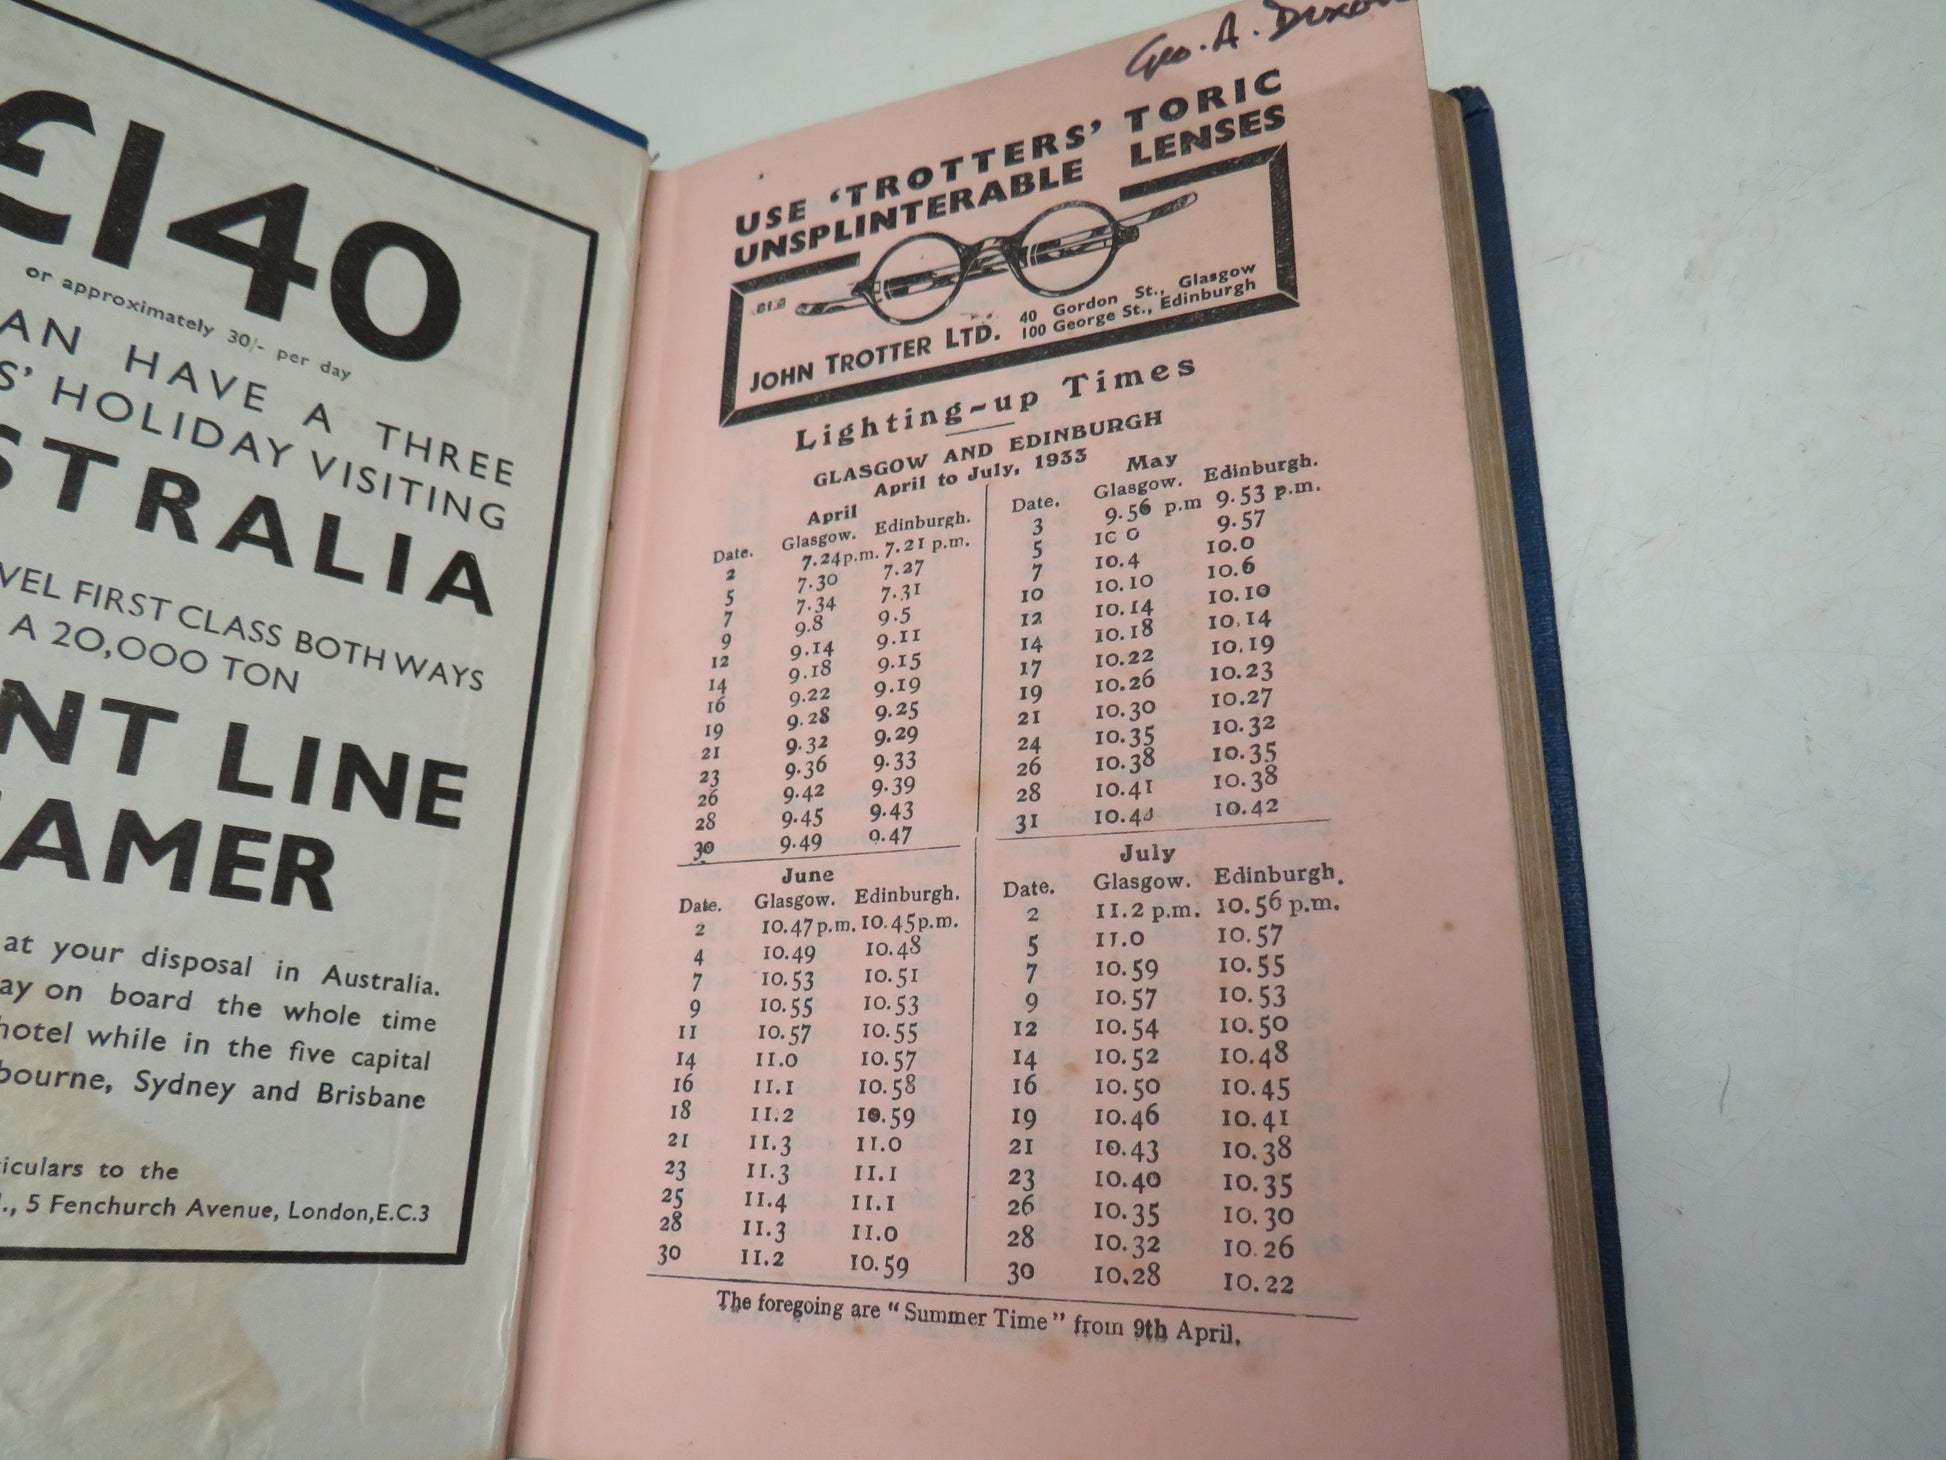 £140
or approximately 30/- per day
AN HAVE A THREE
S' HOLIDAY VISITING
STRALIA
VEL FIRST CLASS BOTH WAYS
A 20,000 TON
NT LINE
AMER
at your disposal in Australia.
ay on board the whole time
hotel while in the five capital
bourne, Sydney and Brisbane
iculars to the
., 5 Fenchurch Avenue, London, E.C.3
Geo. A. Dixon
USE 'TROTTERS' TORIC
UNSPLINTERABLE LENSES
JOHN TROTTER LTD. 40 Gordon St., Glasgow
100 George St., Edinburgh
Lighting-up Times
GLASGOW AND EDINBURGH
April to July, 1933
April
Date. Glasgow. Edinburgh.
2 7.24 p.m. 7.21 p.m.
5 7.30 7.27
7 7.34 7.31
9 9.8 9.5
12 9.14 9.11
14 9.18 9.15
16 9.22 9.19
19 9.28 9.25
21 9.32 9.29
23 9.36 9.33
26 9.42 9.39
28 9.45 9.43
30 9.49 9.47
May
Date. Glasgow. Edinburgh.
3 9.56 p.m 9.53 p.m.
5 10 0 9.57
7 10.4 10.0
10 10.10 10.6
12 10.14 10.10
14 10.18 10.14
17 10.22 10.19
19 10.26 10.23
21 10.30 10.27
24 10.35 10.32
26 10.38 10.35
28 10.41 10.38
31 10.42
June
Date. Glasgow. Edinburgh.
2 10.47 p.m. 10.45 p.m.
4 10.49 10.48
7 10.53 10.51
9 10.55 10.53
11 10.57 10.55
14 11.0 10.57
16 11.1 10.58
18 11.2 10.59
21 11.3 11.0
23 11.3 11.1
25 11.4 11.1
28 11.3 11.0
30 11.2 10.59
July
Date. Glasgow. Edinburgh.
2 11.2 p.m. 10.56 p.m.
5 11.0 10.57
7 10.59 10.55
9 10.57 10.53
12 10.54 10.50
14 10.52 10.48
16 10.50 10.45
19 10.46 10.41
21 10.43 10.38
23 10.40 10.35
26 10.35 10.30
28 10.32 10.26
30 10.28 10.22
The foregoing are "Summer Time" from 9th April.